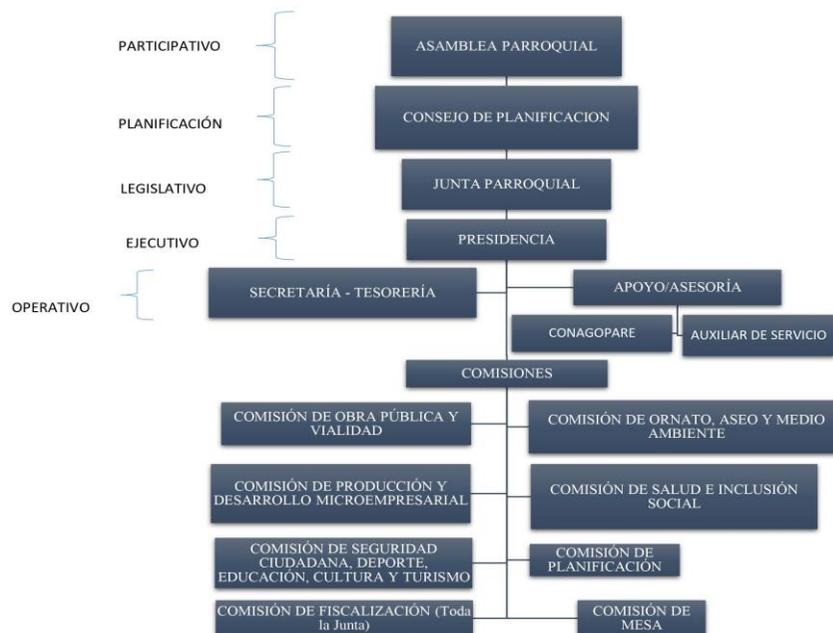 PARTICIPATIVO
ASAMBLEA PARROQUIAL
PLANIFICACIÓN
CONSEJO DE PLANIFICACION
LEGISLATIVO
JUNTA PARROQUIAL
EJECUTIVO
PRESIDENCIA
OPERATIVO
SECRETARÍA - TESORERÍA
APOYO/ASESORÍA
CONAGOPARE
AUXILIAR DE SERVICIO
COMISIONES
COMISIÓN DE OBRA PÚBLICA Y
VIALIDAD
COMISIÓN DE ORNATO, ASEO Y MEDIO
AMBIENTE
COMISIÓN DE PRODUCCIÓN Y
DESARROLLO MICROEMPRESARIAL
COMISIÓN DE SALUD E INCLUSIÓN
SOCIAL
COMISIÓN DE SEGURIDAD
CIUDADANA, DEPORTE,
EDUCACIÓN, CULTURA Y TURISMO
COMISIÓN DE
PLANIFICACIÓN
COMISIÓN DE FISCALIZACIÓN (Toda
la Junta)
COMISIÓN DE
MESA